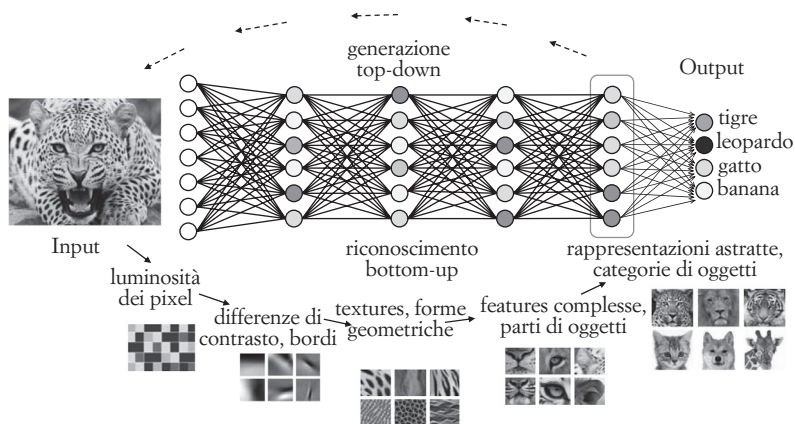 generazione
top-down
Output
tigre
leopardo
gatto
banana
Input
riconoscimento
bottom-up
rappresentazioni astratte,
categorie di oggetti
luminosità
dei pixel
differenze di
contrasto, bordi
textures, forme
geometriche
features complesse,
parti di oggetti